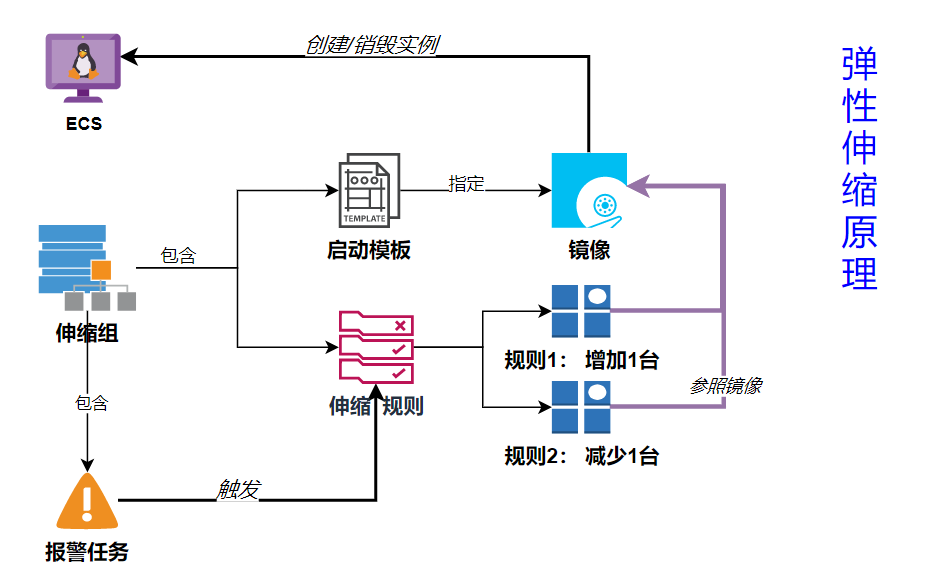 创建/销毁实例
ECS
弹性伸缩原理
TEMPLATE
指定
启动模板
镜像
包含
伸缩组
规则1： 增加1台
伸缩 规则
参照镜像
包含
规则2： 减少1台
触发
报警任务